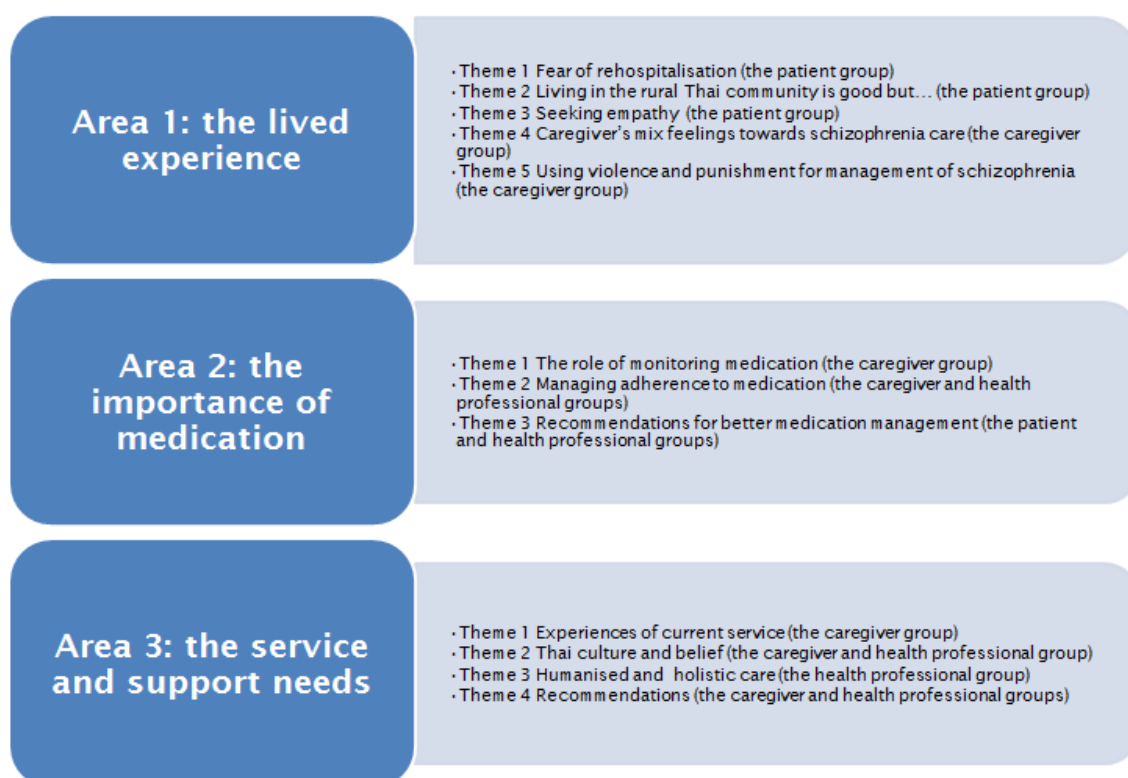 Area 1: the lived
experience
· Theme 1 Fear of rehospitalisation (the patient group)
· Theme 2 Living in the rural Thai community is good but... (the patient group)
· Theme 3 Seeking empathy (the patient group)
· Theme 4 Caregiver's mix feelings towards schizophrenia care (the caregiver
group)
· Theme 5 Using violence and punishment for management of schizophrenia
(the caregiver group)
Area 2: the
importance of
medication
· Theme 1 The role of monitoring medication (the caregiver group)
· Theme 2 Managing adherence to medication (the caregiver and health
professional groups)
· Theme 3 Recommendations for better medication management (the patient
and health professional groups)
Area 3: the service
and support needs
· Theme 1 Experiences of current service (the caregiver group)
· Theme 2 Thai culture and belief (the caregiver and health professional group)
· Theme 3 Humanised and holistic care (the health professional group)
· Theme 4 Recommendations (the caregiver and health professional groups)